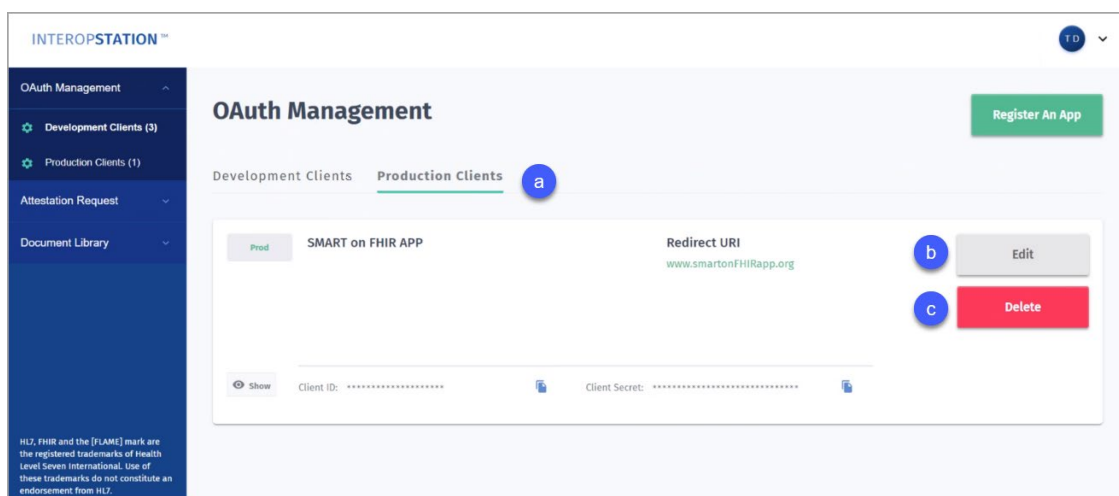 INTEROPSTATION™
TD
OAuth Management
Development Clients (3)
Production Clients (1)
Attestation Request
Document Library
HL7, FHIR and the [FLAME] mark are
the registered trademarks of Health
Level Seven International. Use of
these trademarks do not constitute an
endorsement from HL7.
OAuth Management
Register An App
Development Clients Production Clients a
Prod SMART on FHIR APP Redirect URI
www.smartonFHIRapp.org
b Edit
c Delete
Show Client ID: •••••••••••••••••••• Client Secret: ••••••••••••••••••••••••••••••